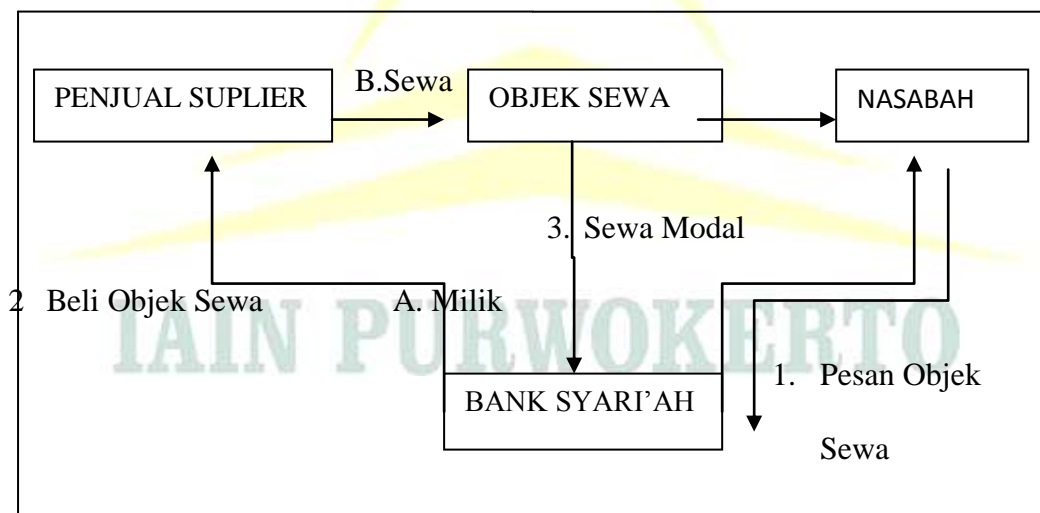 B.Sewa
PENJUAL SUPLIER
OBJEK SEWA
NASABAH
3. Sewa Modal
2 Beli Objek Sewa
A. Milik
IAIN PURWOKERTO
1. Pesan Objek
Sewa
BANK SYARI'AH